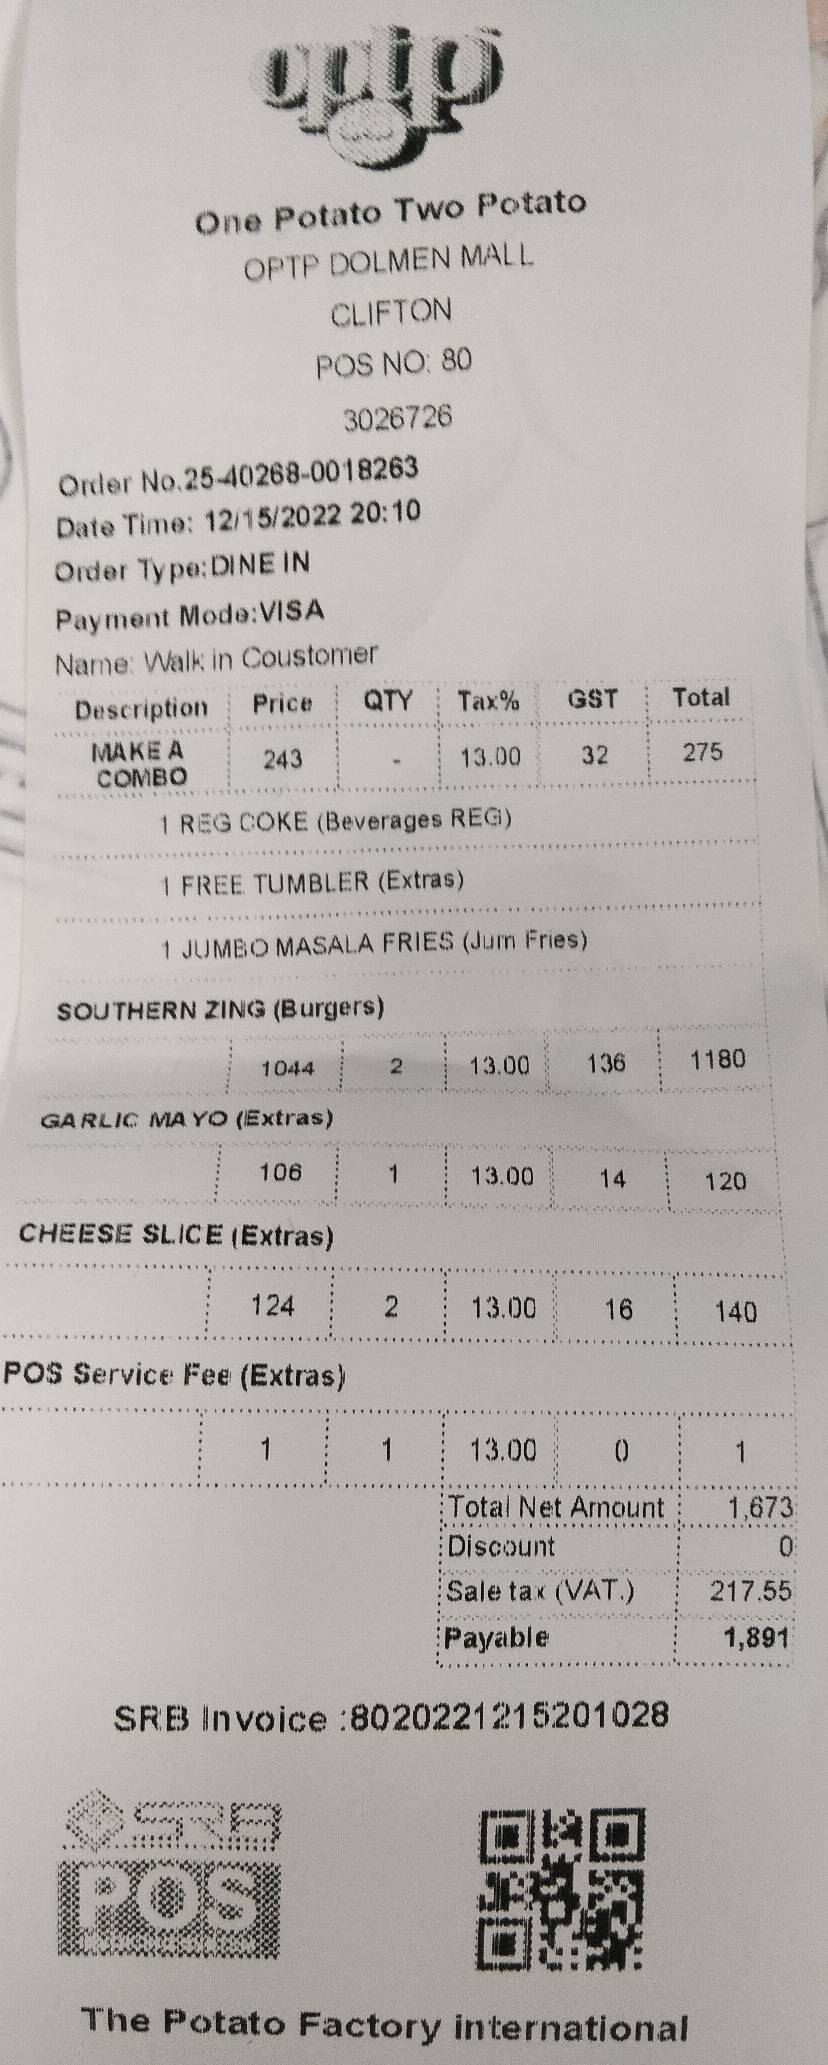 optp
One Potato Two Potato
OPTP DOLMEN MALL
CLIFTON
POS NO: 80
3026726
Order No.25-40268-0018263
Date Time: 12/15/2022 20:10
Order Type:DINE IN
Payment Mode:VISA
Name: Walk in Coustomer
Description Price QTY Tax% GST Total
MAKE A COMBO 243 - 13.00 32 275
1 REG COKE (Beverages REG)
1 FREE TUMBLER (Extras)
1 JUMBO MASALA FRIES (Jum Fries)
SOUTHERN ZING (Burgers)
1044 2 13.00 136 1180
GARLIC MAYO (Extras)
106 1 13.00 14 120
CHEESE SLICE (Extras)
124 2 13.00 16 140
POS Service Fee (Extras)
1 1 13.00 0 1
Total Net Amount 1,673
Discount 0
Sale tax (VAT.) 217.55
Payable 1,891
SRB Invoice :8020221215201028
SRB
POS
The Potato Factory international